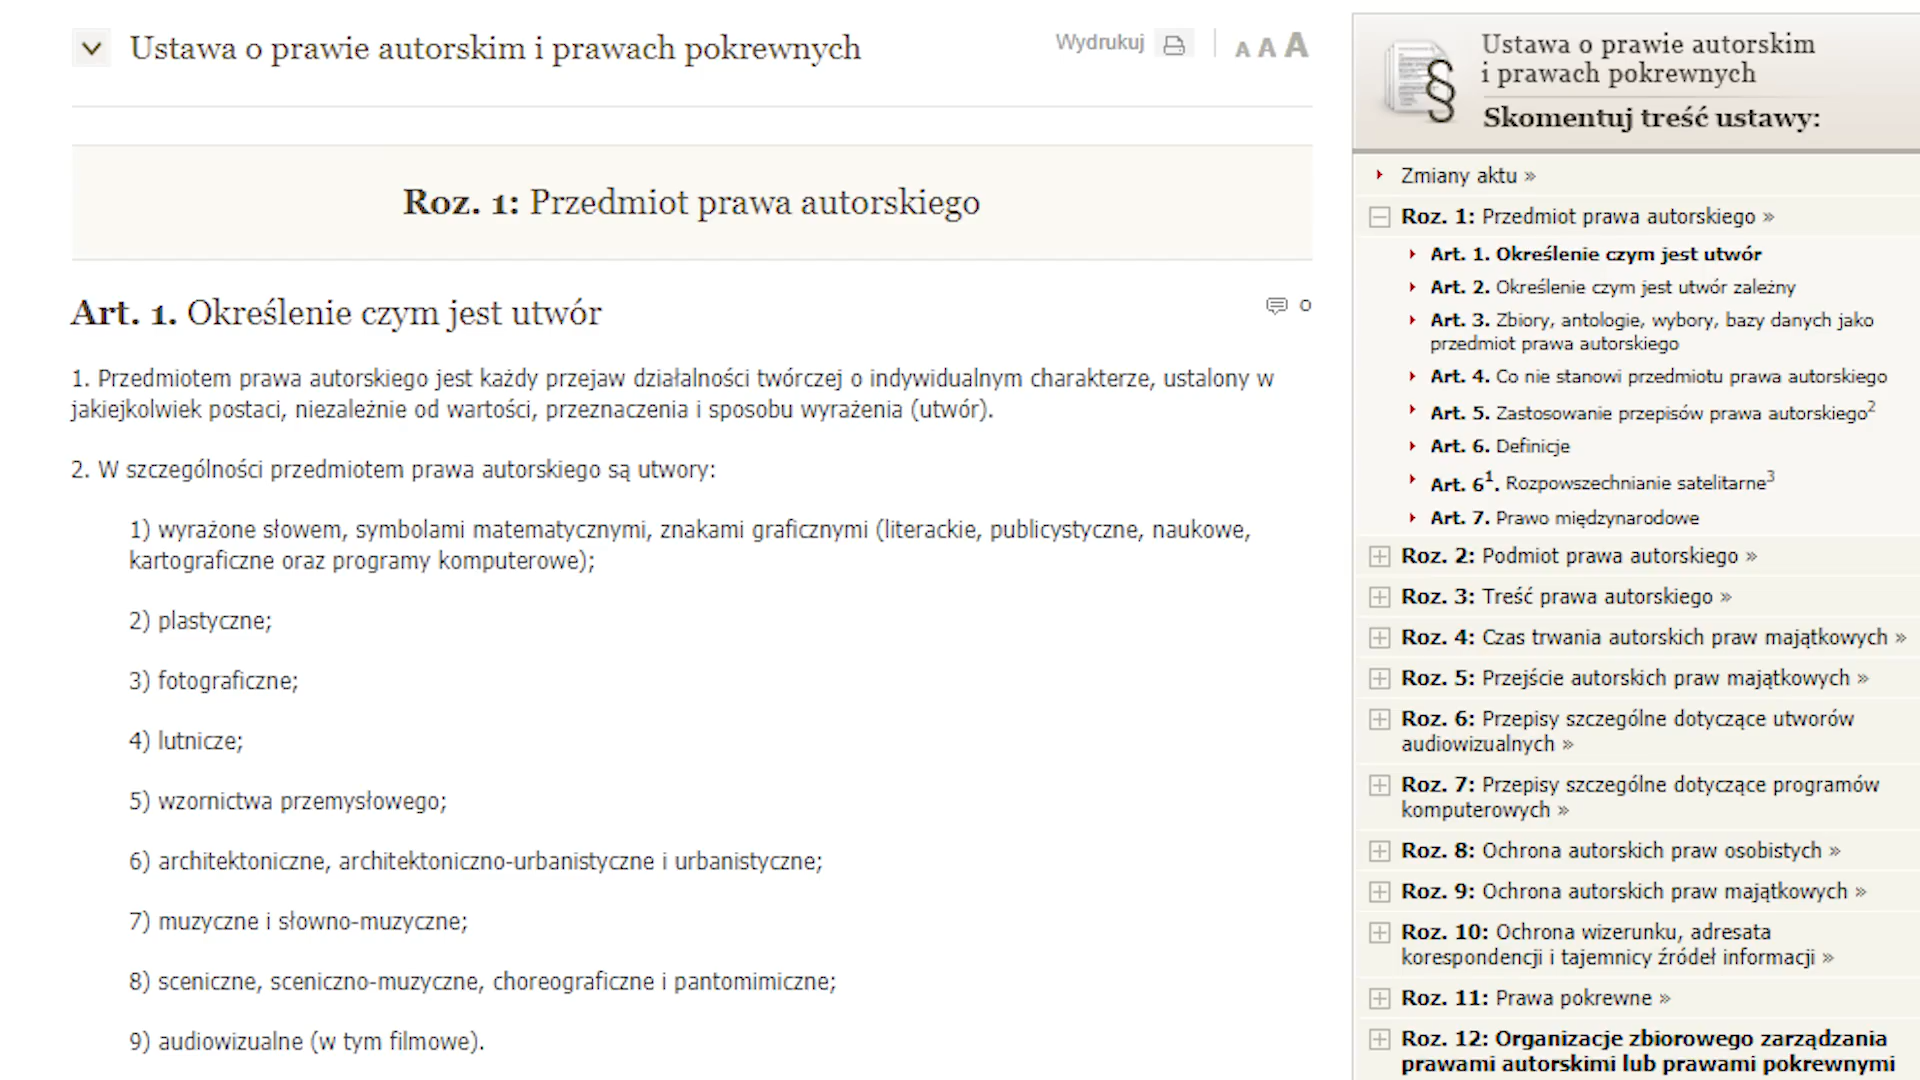 Ustawa o prawie autorskim i prawach pokrewnych
Wydrukuj
A A A
Roz. 1: Przedmiot prawa autorskiego
Art. 1. Określenie czym jest utwór
0
1. Przedmiotem prawa autorskiego jest każdy przejaw działalności twórczej o indywidualnym charakterze, ustalony w
jakiejkolwiek postaci, niezależnie od wartości, przeznaczenia i sposobu wyrażenia (utwór).
2. W szczególności przedmiotem prawa autorskiego są utwory:
1) wyrażone słowem, symbolami matematycznymi, znakami graficznymi (literackie, publicystyczne, naukowe,
kartograficzne oraz programy komputerowe);
2) plastyczne;
3) fotograficzne;
4) lutnicze;
5) wzornictwa przemysłowego;
6) architektoniczne, architektoniczno-urbanistyczne i urbanistyczne;
7) muzyczne i słowno-muzyczne;
8) sceniczne, sceniczno-muzyczne, choreograficzne i pantomimiczne;
9) audiowizualne (w tym filmowe).
§
Ustawa o prawie autorskim
i prawach pokrewnych
Skomentuj treść ustawy:
Zmiany aktu »
Roz. 1: Przedmiot prawa autorskiego »
Art. 1. Określenie czym jest utwór
Art. 2. Określenie czym jest utwór zależny
Art. 3. Zbiory, antologie, wybory, bazy danych jako
przedmiot prawa autorskiego
Art. 4. Co nie stanowi przedmiotu prawa autorskiego
Art. 5. Zastosowanie przepisów prawa autorskiego²
Art. 6. Definicje
Art. 6¹. Rozpowszechnianie satelitarne³
Art. 7. Prawo międzynarodowe
Roz. 2: Podmiot prawa autorskiego »
Roz. 3: Treść prawa autorskiego »
Roz. 4: Czas trwania autorskich praw majątkowych »
Roz. 5: Przejście autorskich praw majątkowych »
Roz. 6: Przepisy szczególne dotyczące utworów
audiowizualnych »
Roz. 7: Przepisy szczególne dotyczące programów
komputerowych »
Roz. 8: Ochrona autorskich praw osobistych »
Roz. 9: Ochrona autorskich praw majątkowych »
Roz. 10: Ochrona wizerunku, adresata
korespondencji i tajemnicy źródeł informacji »
Roz. 11: Prawa pokrewne »
Roz. 12: Organizacje zbiorowego zarządzania
prawami autorskimi lub prawami pokrewnymi